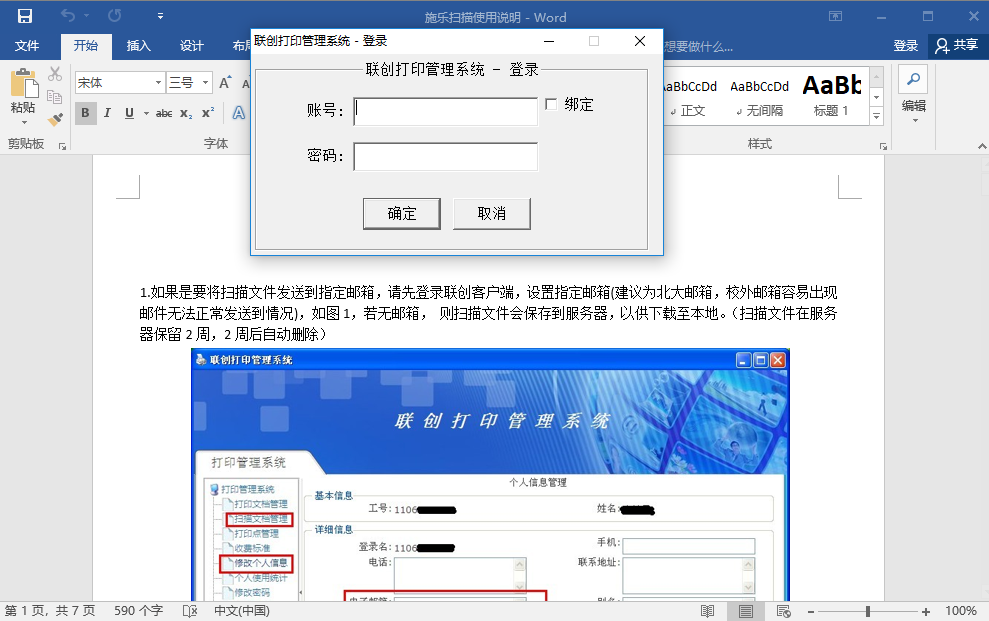 施乐扫描使用说明 - Word
文件 开始 插入 设计 布局 想要做什么... 登录 共享
联创打印管理系统 - 登录
联创打印管理系统 - 登录
账号: 绑定
密码:
确定 取消
宋体 三号 A A
粘贴
B I U abc X₂ X² A
剪贴板 字体
AaBbCcDd AaBbCcDd AaBb
正文 无间隔 标题 1
样式
编辑
1.如果是要将扫描文件发送到指定邮箱，请先登录联创客户端，设置指定邮箱(建议为北大邮箱，校外邮箱容易出现
邮件无法正常发送到情况)，如图 1，若无邮箱， 则扫描文件会保存到服务器，以供下载至本地。（扫描文件在服务
器保留 2 周，2 周后自动删除）
联创打印管理系统
联创打印管理系统
打印管理系统
打印管理系统
打印文档管理
扫描文档管理
打印点管理
收费标准
修改个人信息
个人使用统计
修改密码
个人信息管理
基本信息
工号: 1106 姓名:
详细信息
登录名: 1106 手机:
电话: 联系地址:
电子邮箱: 别名:
第 1 页，共 7 页 590 个字 中文(中国) 100%